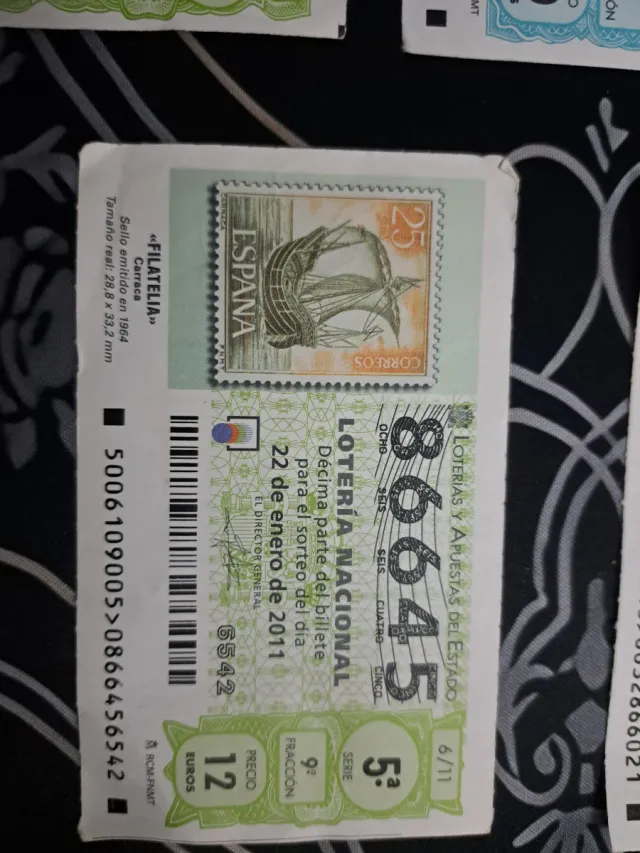 25
CORREOS
ESPAÑA
«FILATELIA»
Carraca
Sello emitido en 1964
Tamaño real: 28,8 x 33,2 mm
LOTERIAS Y APUESTAS DEL ESTADO
86645
OCHO SEIS SEIS CUATRO CINCO
LOTERÍA NACIONAL
Décima parte del billete
para el sorteo del día
22 de enero de 2011
EL DIRECTOR GENERAL
6542
5006109005>0866456542
6/11
5ª
SERIE
9ª
FRACCIÓN
PRECIO
12
EUROS
RCM-FNMT